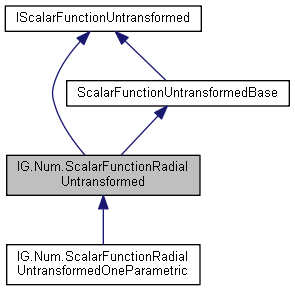 IScalarFunctionUntransformed
ScalarFunctionUntransformedBase
IG.Num.ScalarFunctionRadial
Untransformed
IG.Num.ScalarFunctionRadial
UntransformedOneParametric